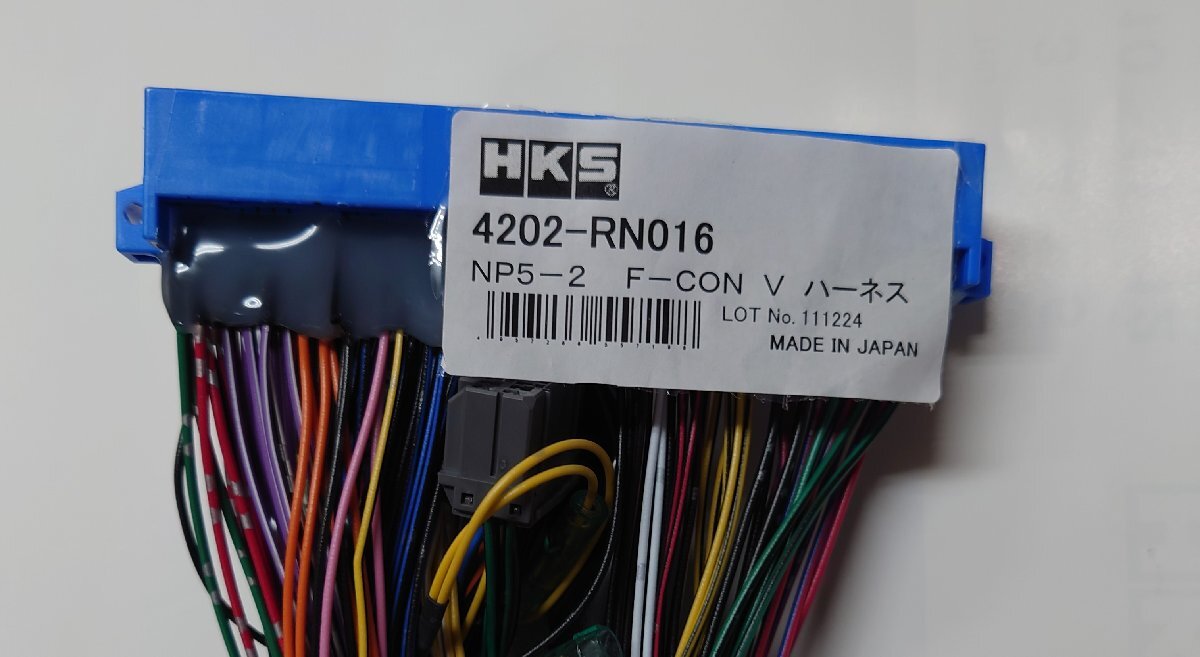 HKS®
4202-RN016
NP5-2 F-CON V ハーネス
LOT No. 111224
MADE IN JAPAN